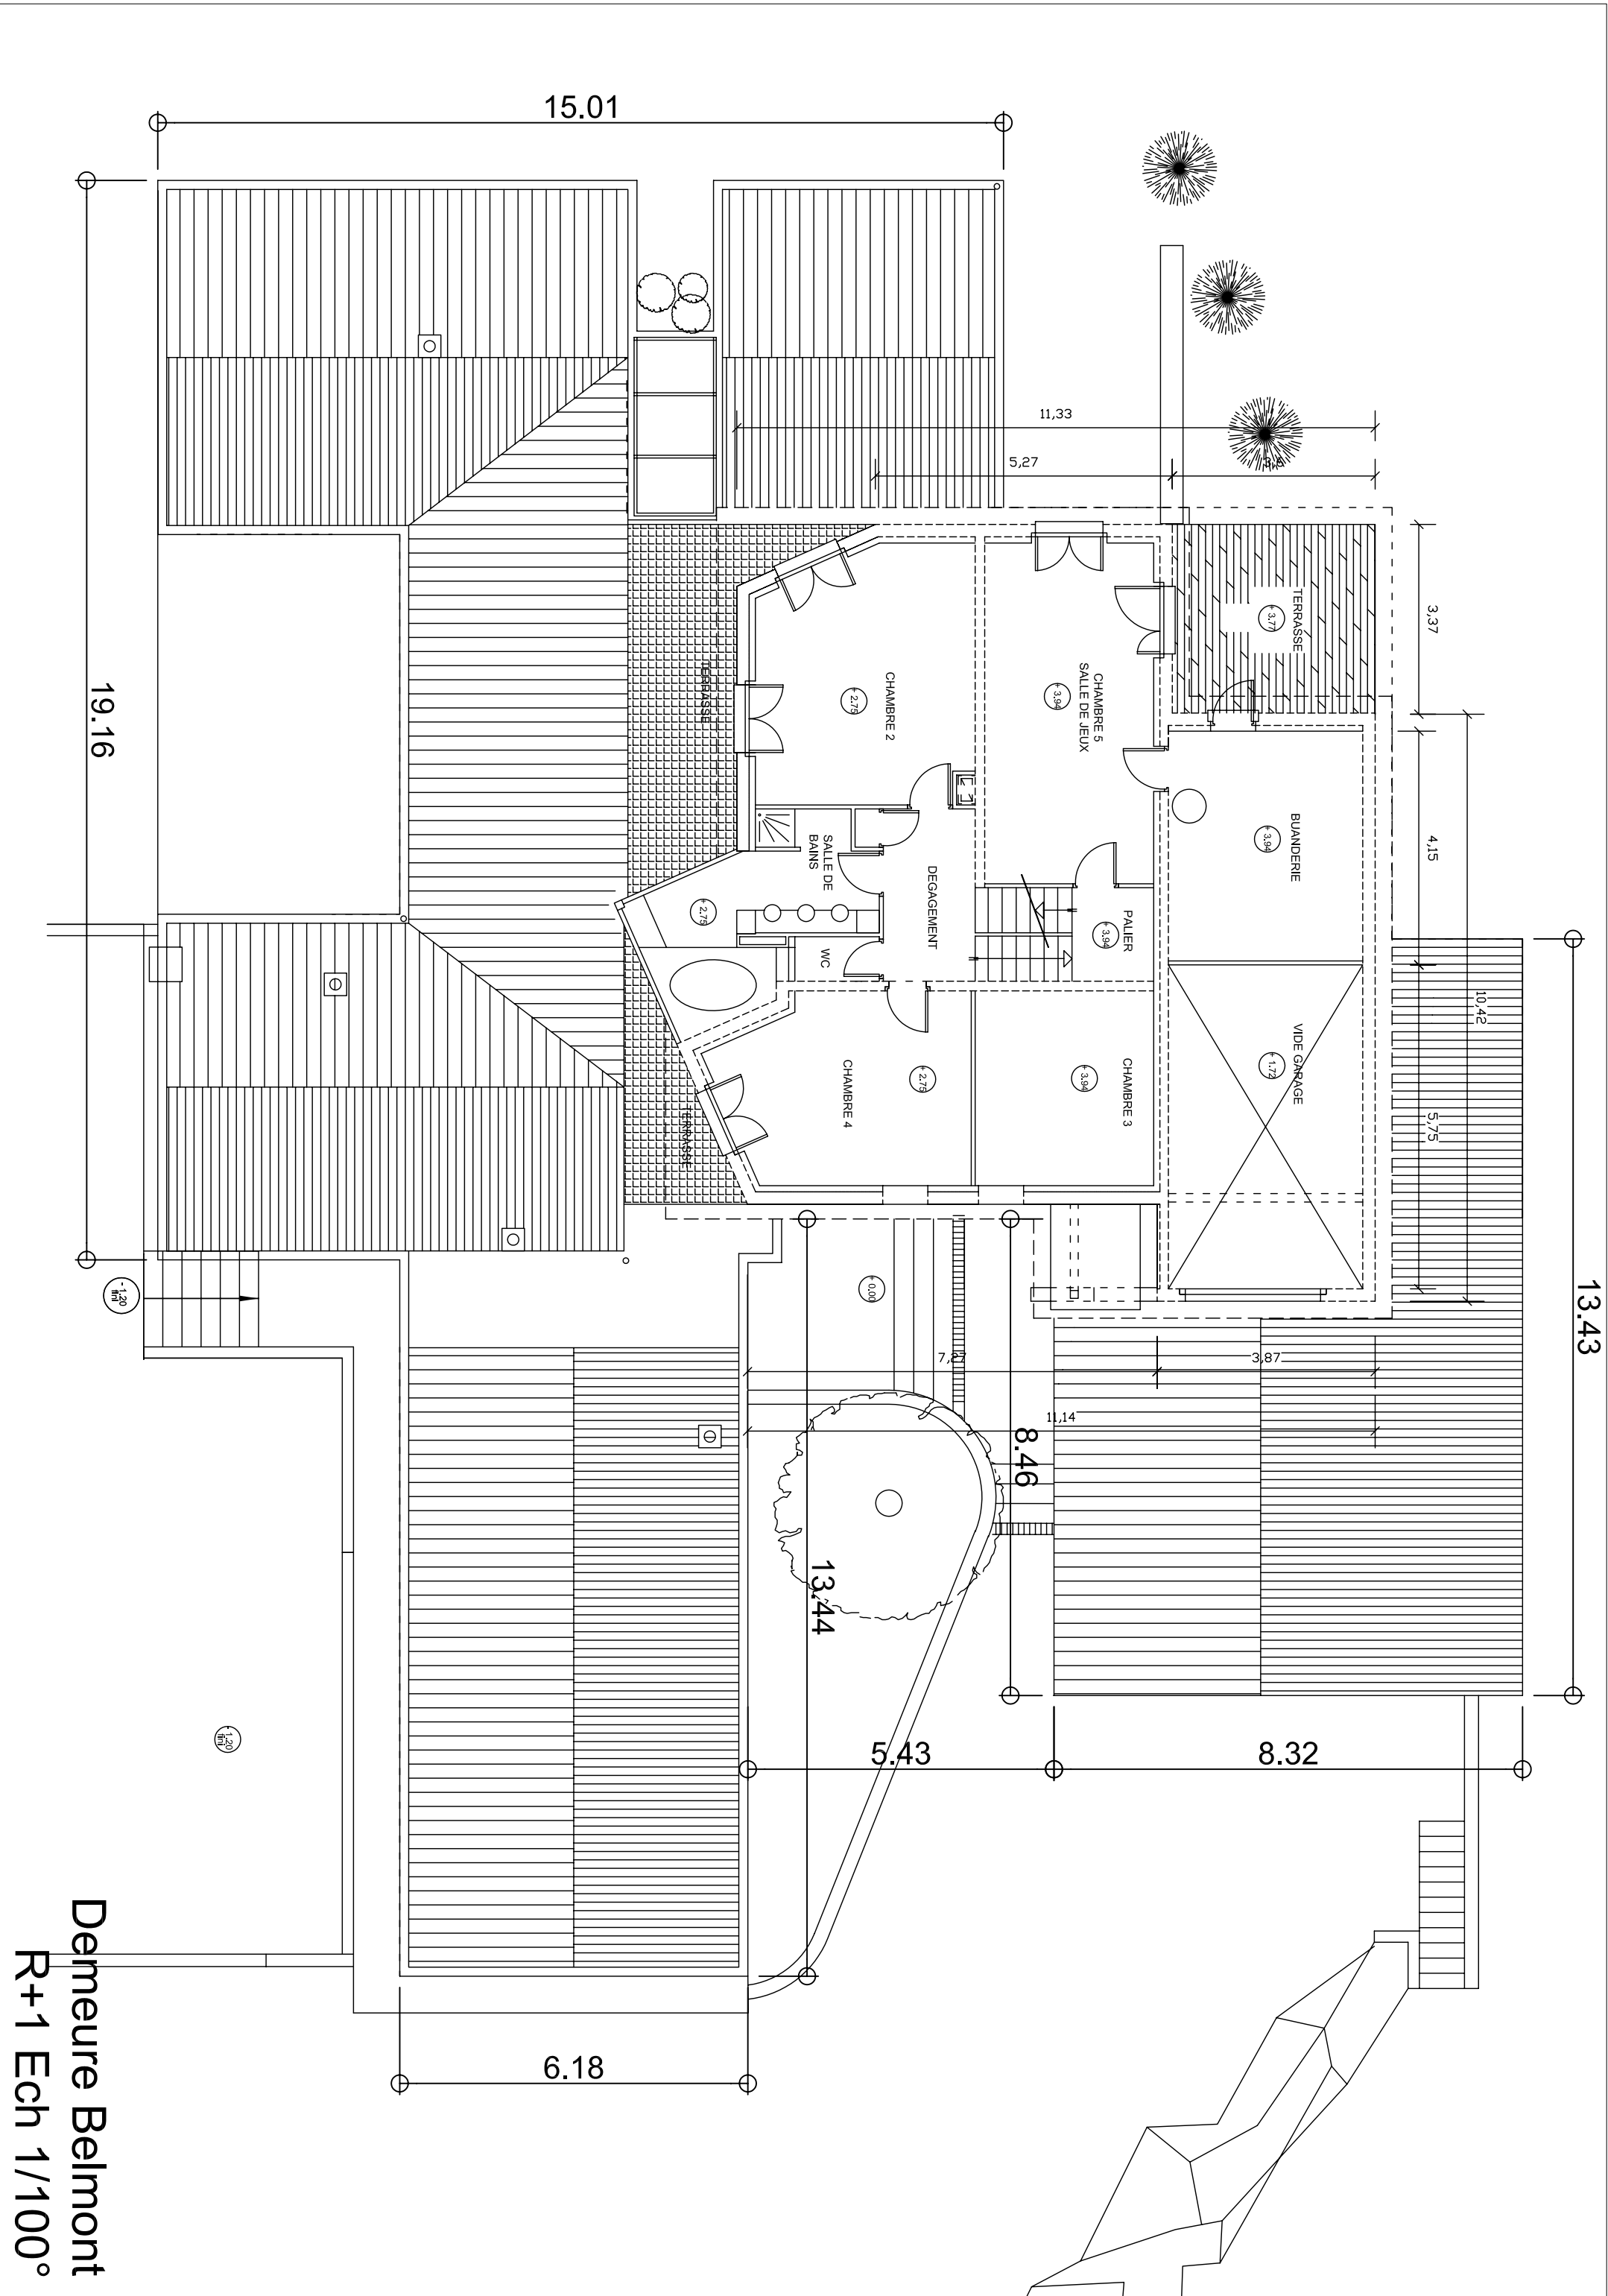 15.01
19.16
13.43
11,33
5,27
3,37
10,42
4,15
5,75
TERRASSE
+ 3.77
CHAMBRE 5
SALLE DE JEUX
+ 3.94
BUANDERIE
+ 3.94
CHAMBRE 2
+ 2.75
TERRASSE
PALIER
+ 3.94
DEGAGEMENT
SALLE DE
BAINS
+ 2.75
WC
VIDE GARAGE
+ 1.72
CHAMBRE 3
+ 3.94
CHAMBRE 4
+ 2.75
TERRASSE
+ 0.00
- 1.20
fini
7,27
3,87
11,14
8.46
13.44
5.43
8.32
- 1.20
fini
6.18
Demeure Belmont
R+1 Ech 1/100°